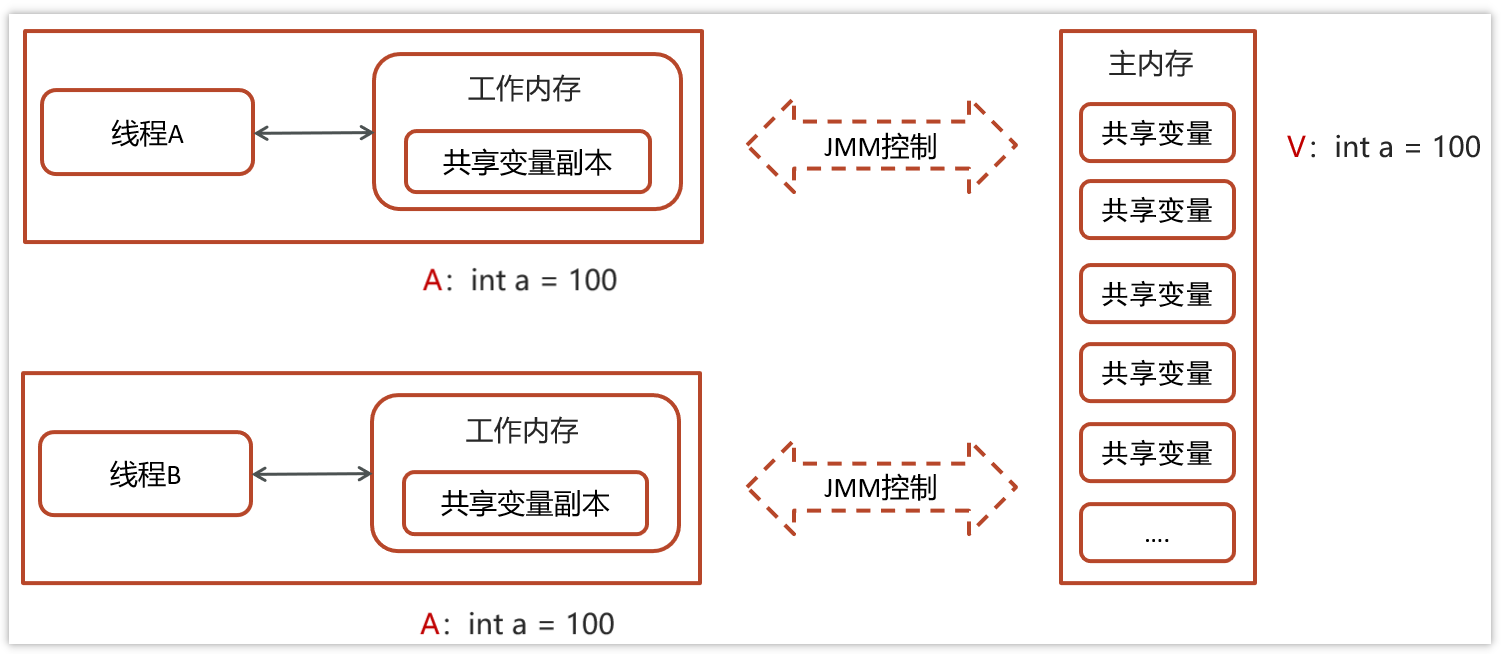 线程A
工作内存
共享变量副本
A：int a = 100
JMM控制
线程B
工作内存
共享变量副本
A：int a = 100
JMM控制
主内存
共享变量
共享变量
共享变量
共享变量
共享变量
....
V：int a = 100